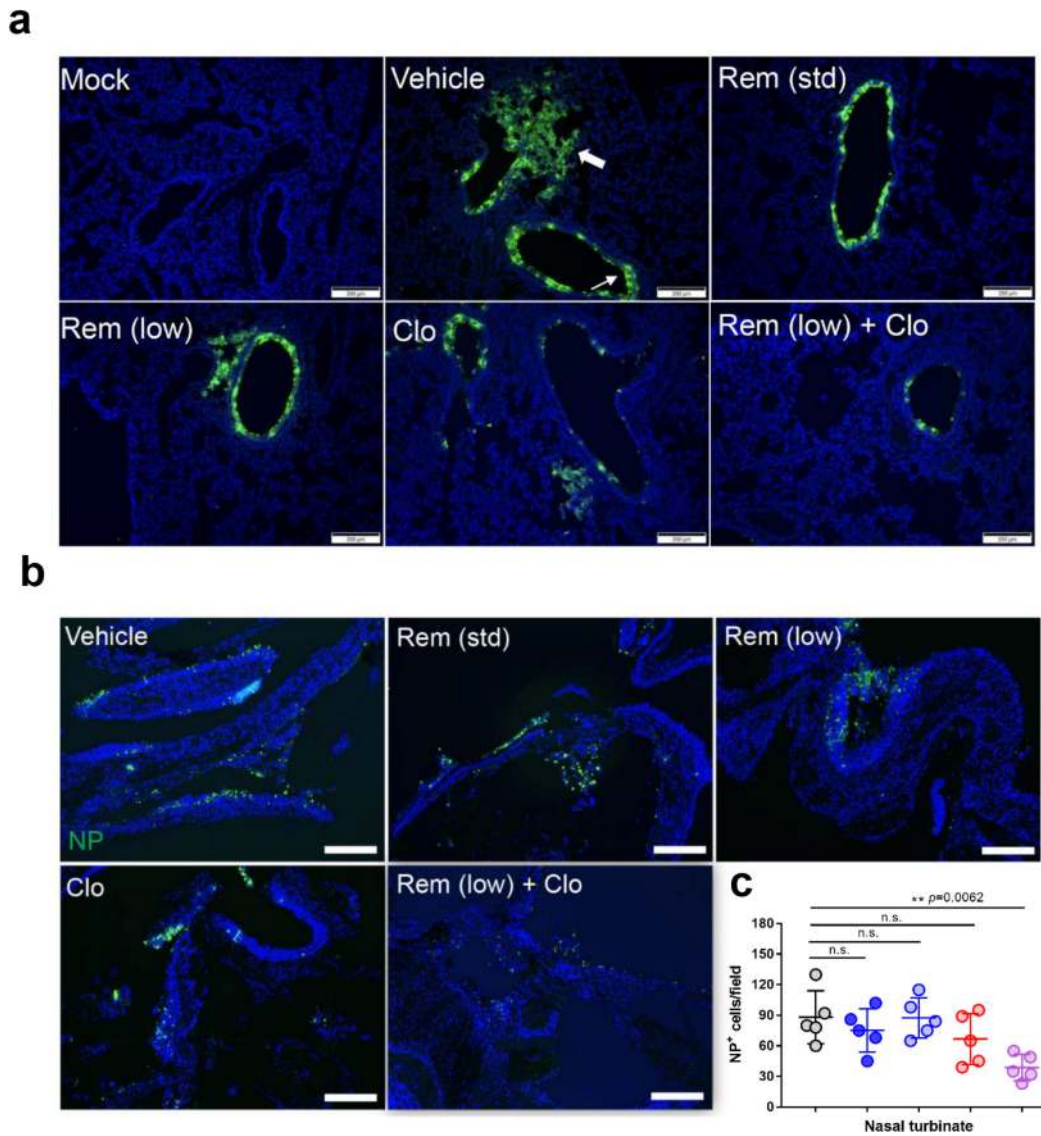 a
Mock
Vehicle
Rem (std)
Rem (low)
Clo
Rem (low) + Clo
b
Vehicle
Rem (std)
Rem (low)
NP
Clo
Rem (low) + Clo
c
** p=0.0062
n.s.
n.s.
n.s.
180
150
120
90
60
30
0
NP⁺ cells/field
Nasal turbinate